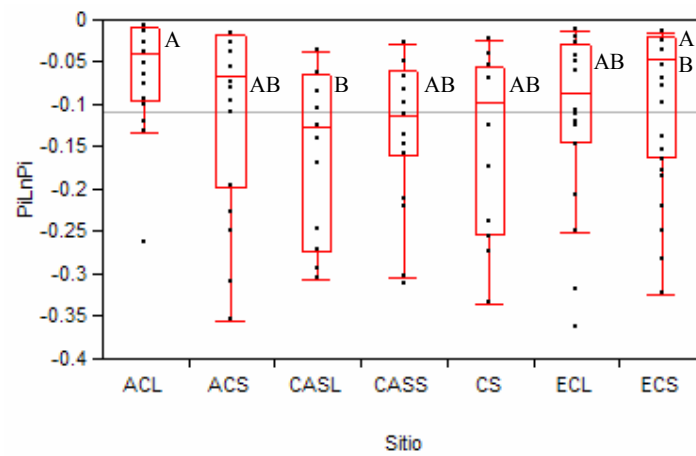 0
-0.05
-0.1
-0.15
-0.2
-0.25
-0.3
-0.35
-0.4
PiLnPi
A
AB
B
AB
AB
AB
A
B
ACL ACS CASL CASS CS ECL ECS
Sitio